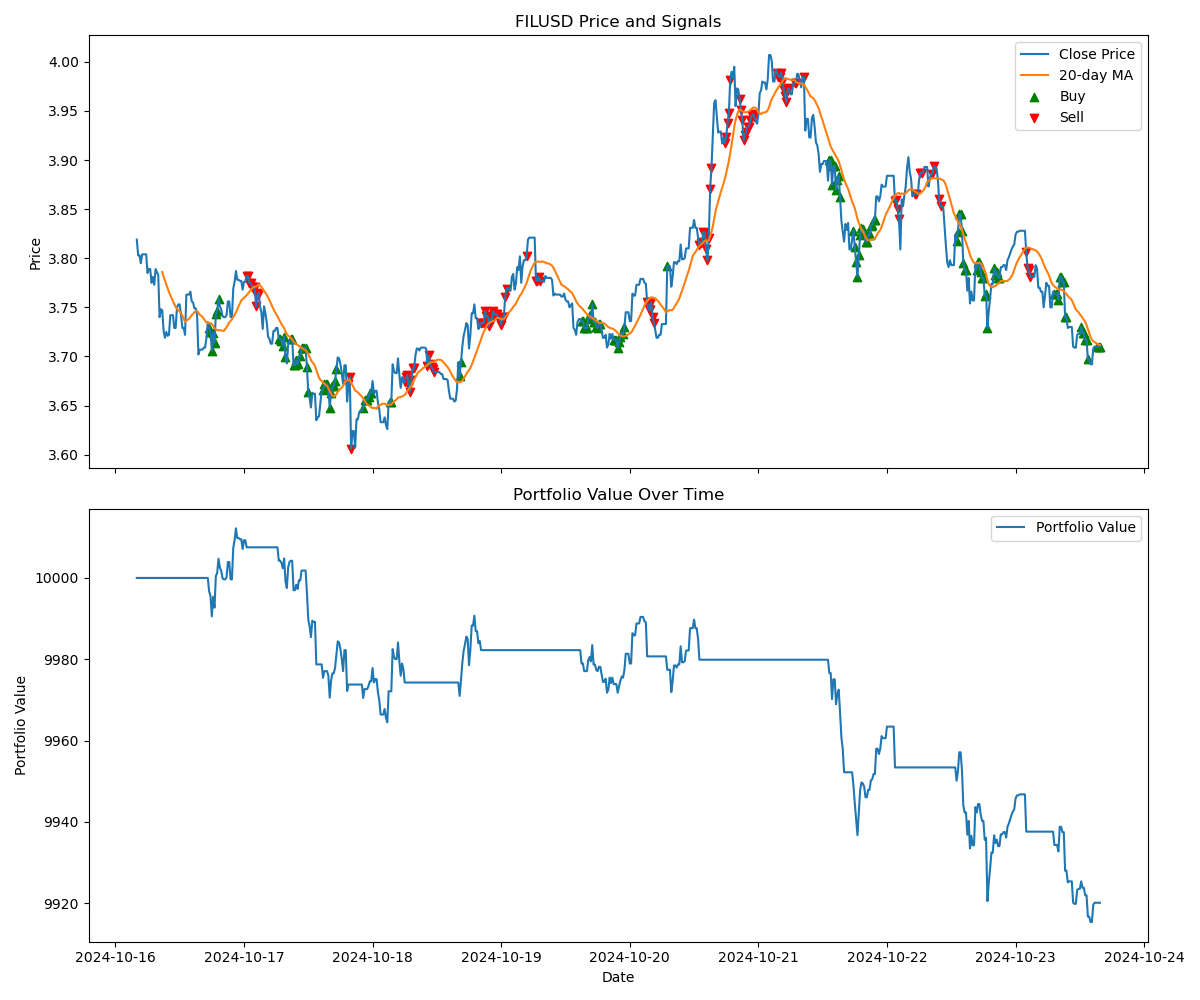 FILUSD Price and Signals
Price
4.00
3.95
3.90
3.85
3.80
3.75
3.70
3.65
3.60
Close Price
20-day MA
Buy
Sell
Portfolio Value Over Time
Portfolio Value
10000
9980
9960
9940
9920
Portfolio Value
2024-10-16 2024-10-17 2024-10-18 2024-10-19 2024-10-20 2024-10-21 2024-10-22 2024-10-23 2024-10-24
Date